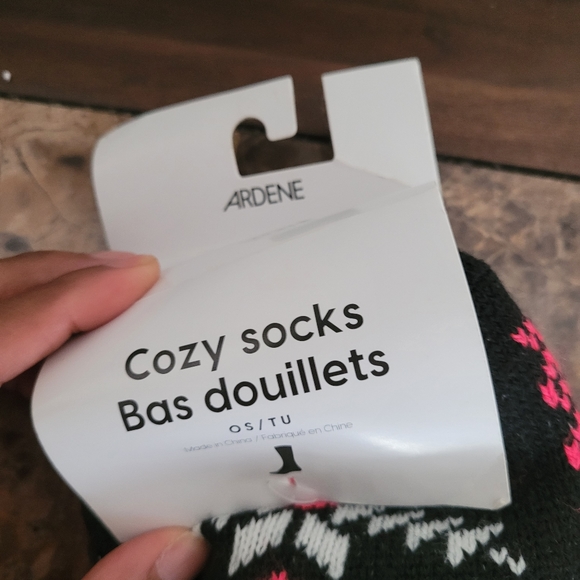 ARDENE
Cozy socks
Bas douillets
OS/TU
Made in China / Fabriqué en Chine